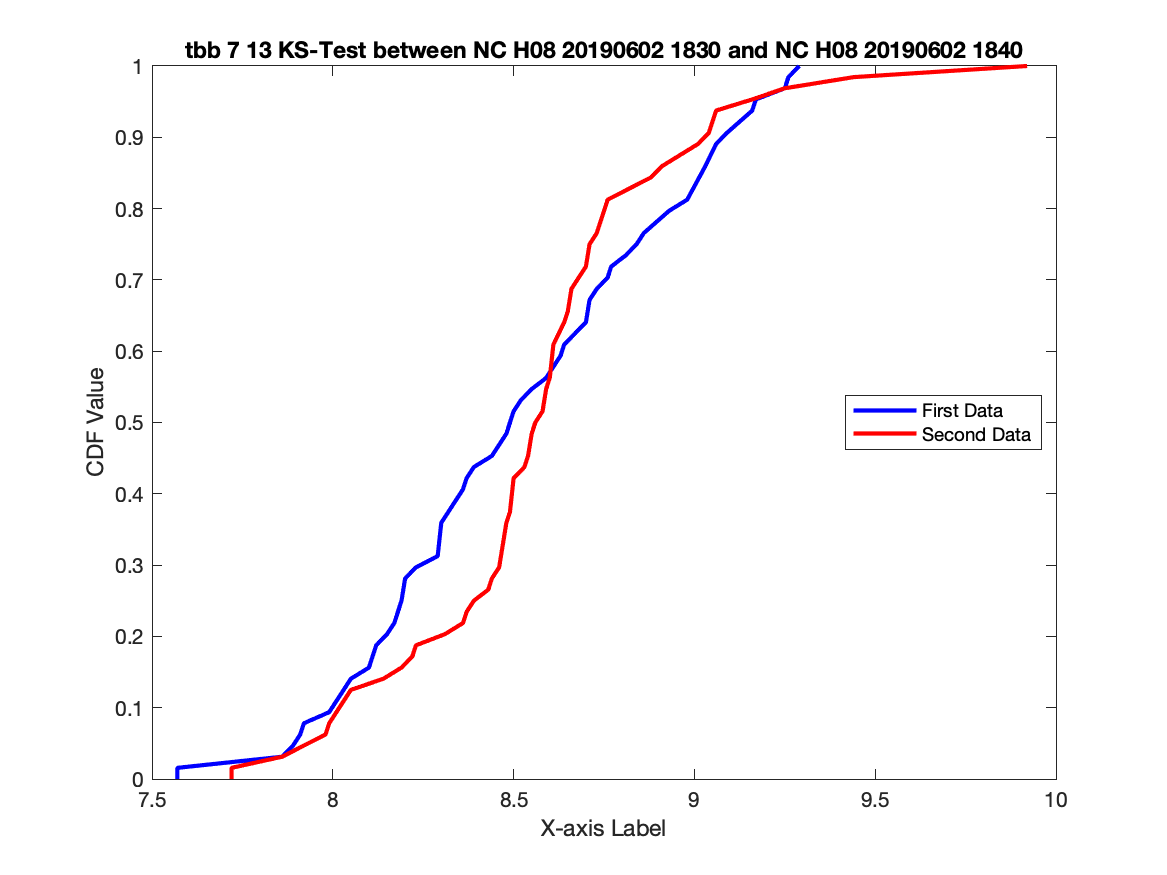 tbb 7 13 KS-Test between NC H08 20190602 1830 and NC H08 20190602 1840
1
0.9
0.8
0.7
0.6
0.5
0.4
0.3
0.2
0.1
0
CDF Value
First Data
Second Data
7.5 8 8.5 9 9.5 10
X-axis Label